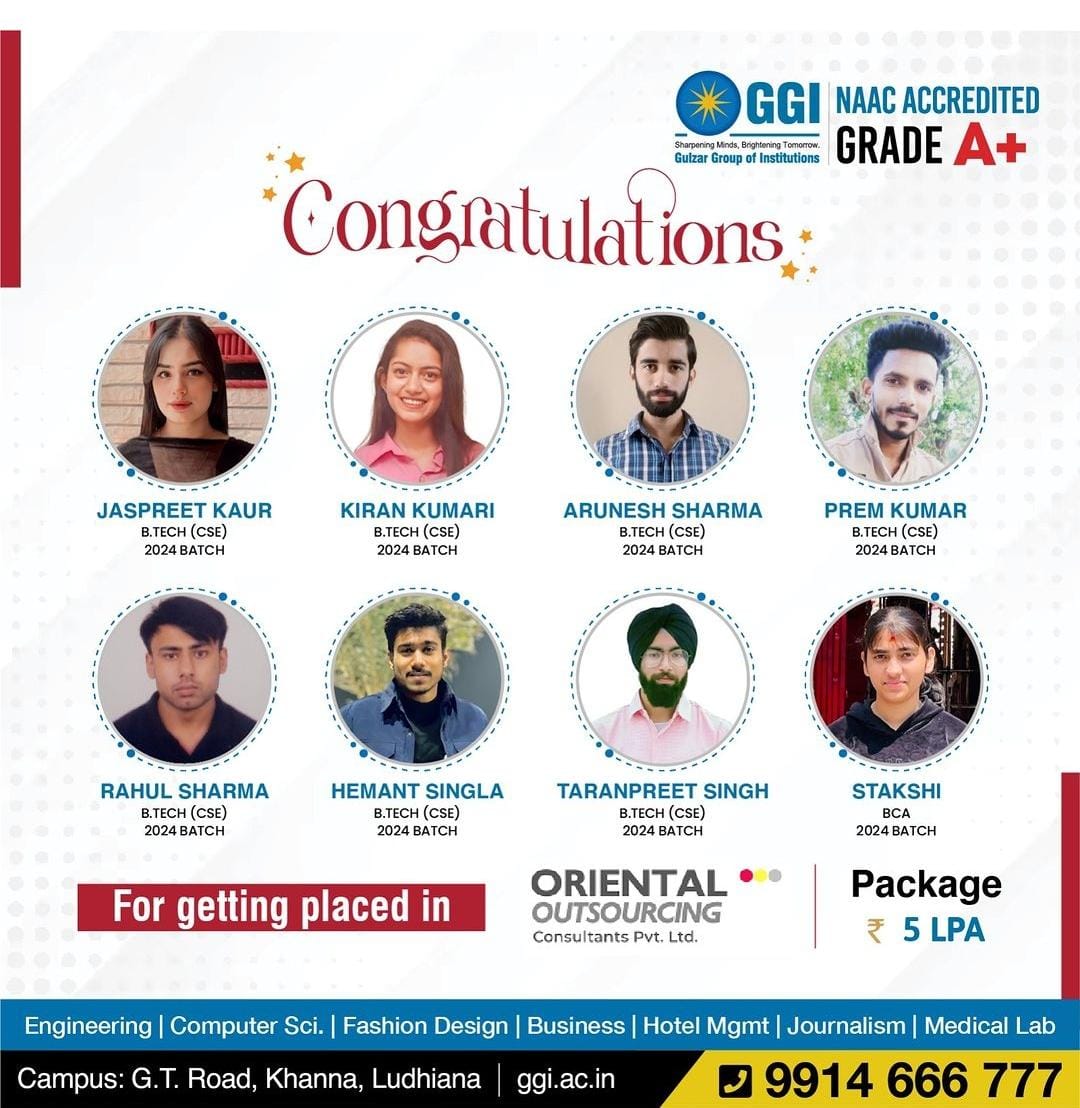 GGI
NAAC ACCREDITED
GRADE A+
Sharpening Minds, Brightening Tomorrow.
Gulzar Group of Institutions
Congratulations
JASPREET KAUR
B.TECH (CSE)
2024 BATCH
KIRAN KUMARI
B.TECH (CSE)
2024 BATCH
ARUNESH SHARMA
B.TECH (CSE)
2024 BATCH
PREM KUMAR
B.TECH (CSE)
2024 BATCH
RAHUL SHARMA
B.TECH (CSE)
2024 BATCH
HEMANT SINGLA
B.TECH (CSE)
2024 BATCH
TARANPREET SINGH
B.TECH (CSE)
2024 BATCH
STAKSHI
BCA
2024 BATCH
For getting placed in
ORIENTAL
OUTSOURCING
Consultants Pvt. Ltd.
Package
₹ 5 LPA
Engineering | Computer Sci. | Fashion Design | Business | Hotel Mgmt | Journalism | Medical Lab
Campus: G.T. Road, Khanna, Ludhiana | ggi.ac.in
9914 666 777